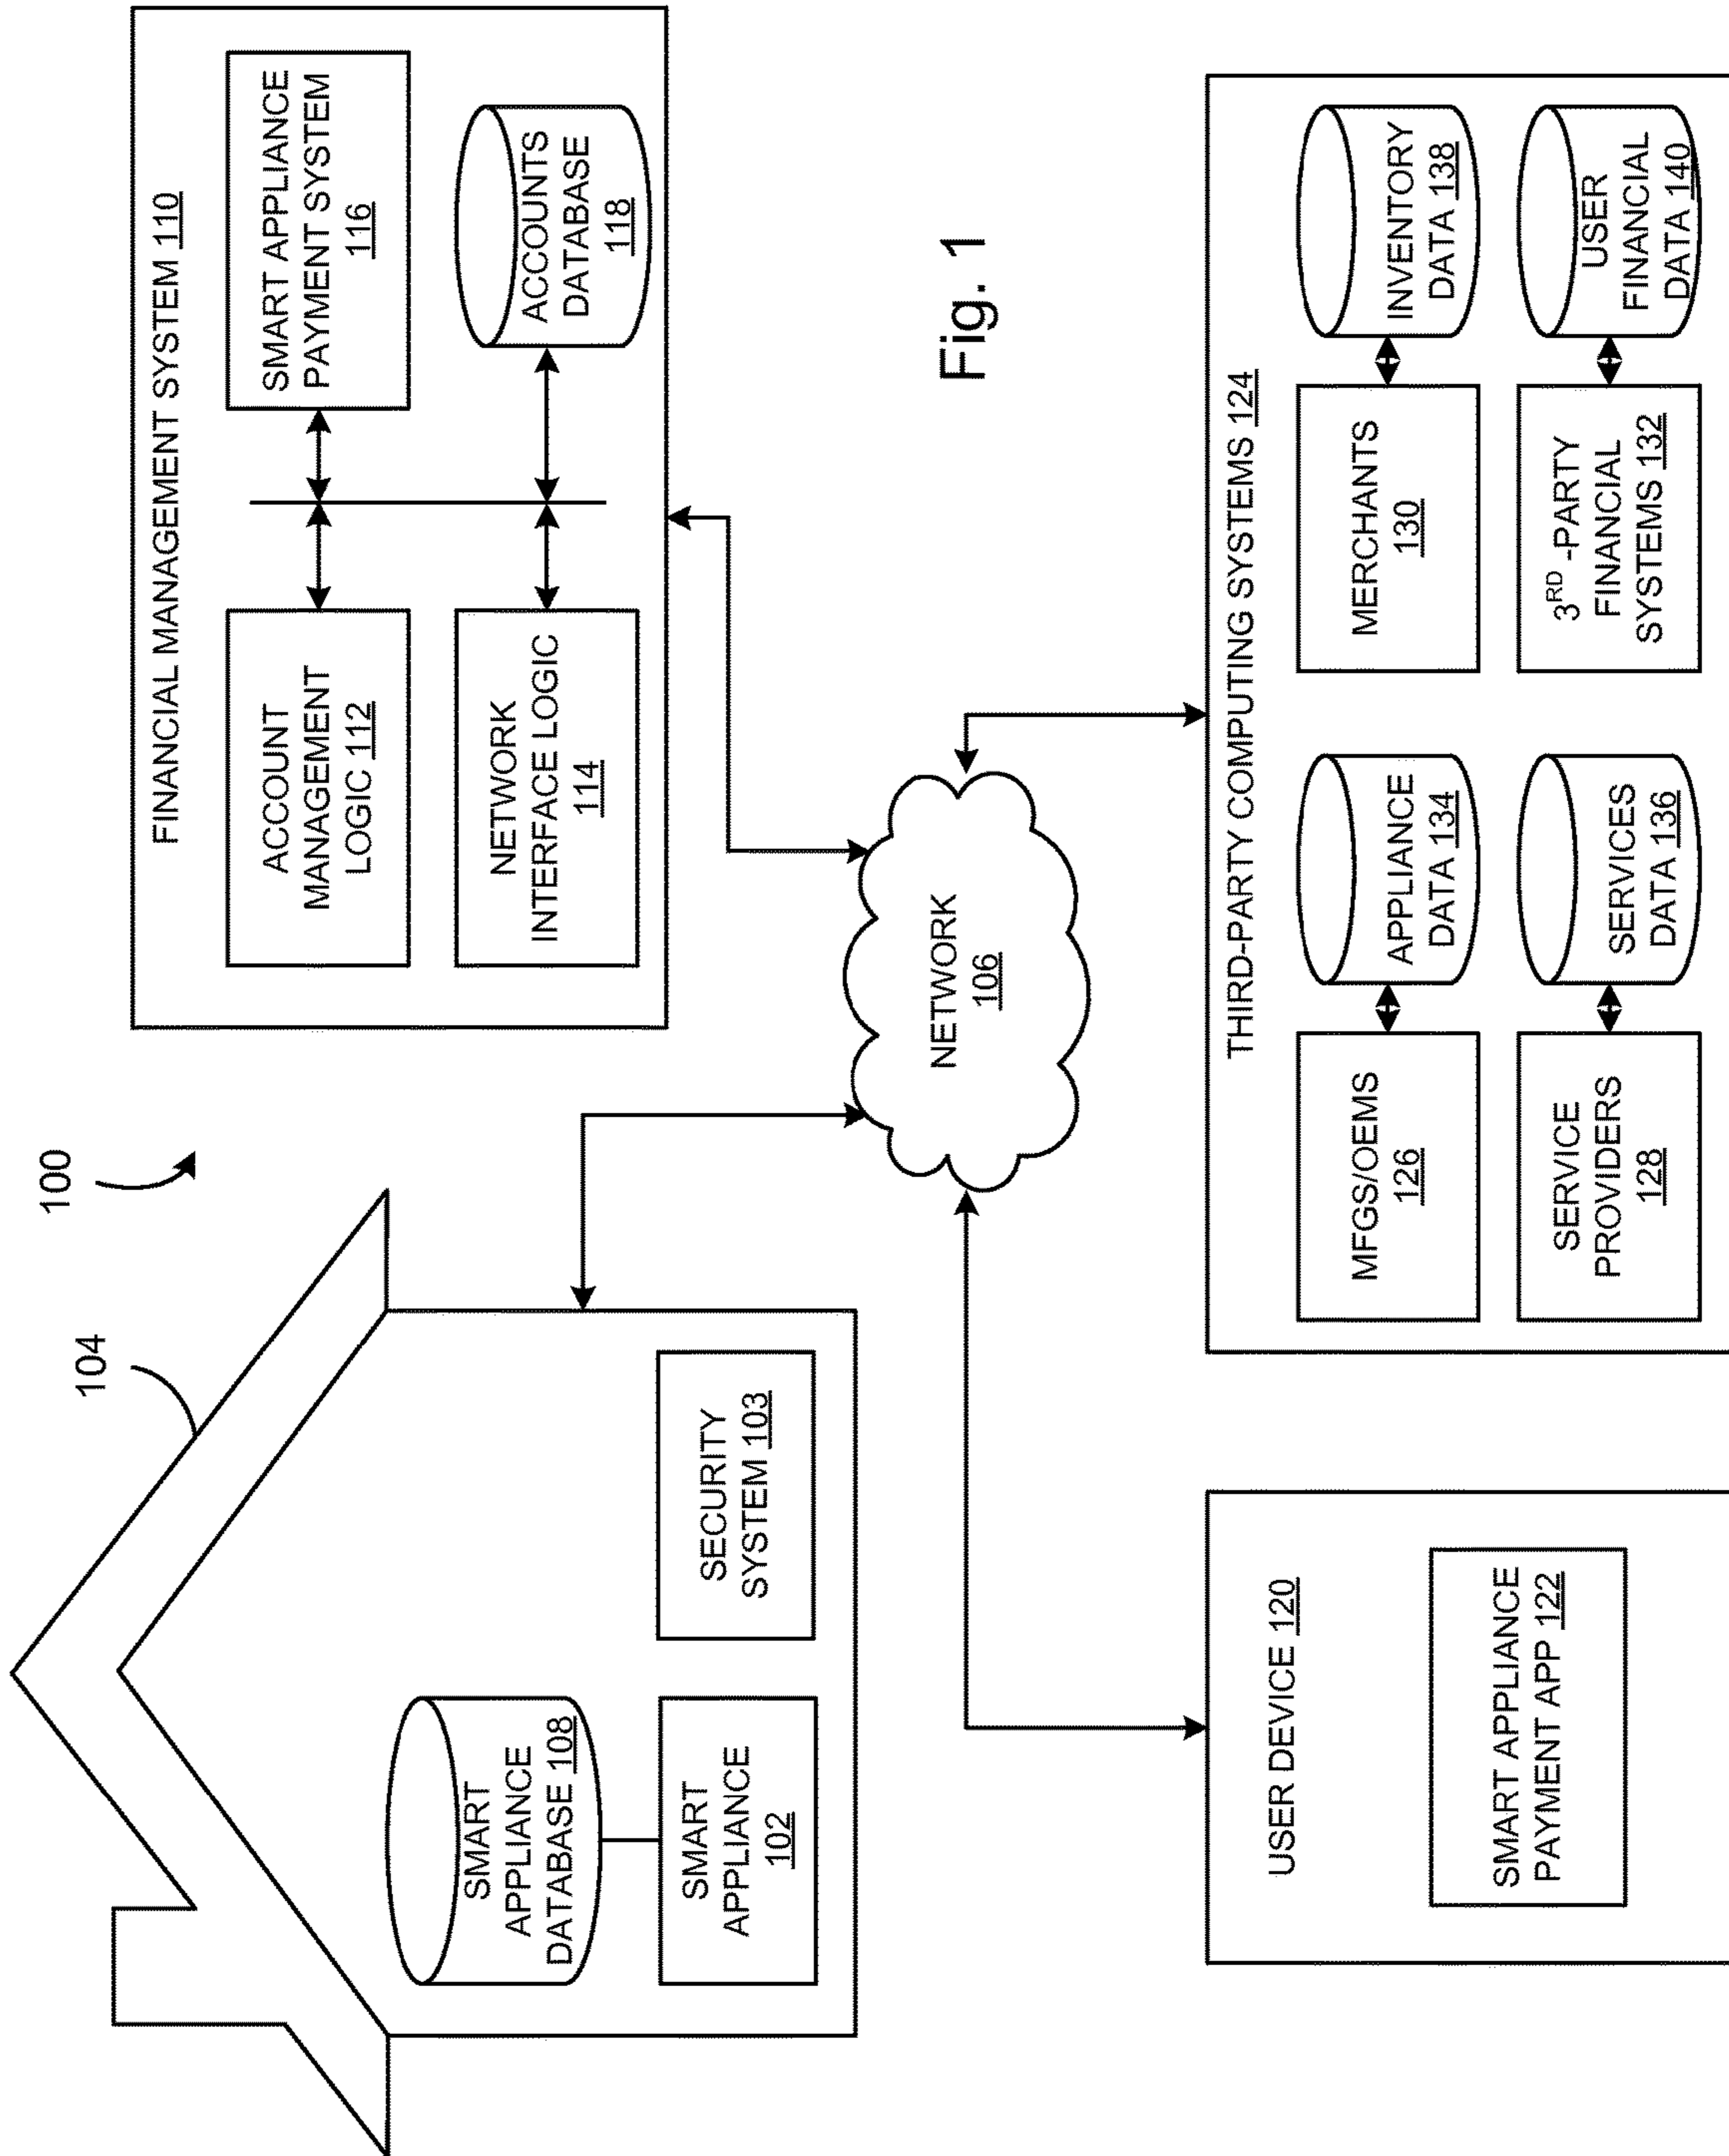 100
104
SMART
APPLIANCE
DATABASE 108
SMART
APPLIANCE
102
SECURITY
SYSTEM 103
FINANCIAL MANAGEMENT SYSTEM 110
ACCOUNT
MANAGEMENT
LOGIC 112
SMART APPLIANCE
PAYMENT SYSTEM
116
NETWORK
INTERFACE LOGIC
114
ACCOUNTS
DATABASE
118
NETWORK
106
Fig. 1
USER DEVICE 120
SMART APPLIANCE
PAYMENT APP 122
THIRD-PARTY COMPUTING SYSTEMS 124
MFGS/OEMS
126
APPLIANCE
DATA 134
MERCHANTS
130
INVENTORY
DATA 138
SERVICE
PROVIDERS
128
SERVICES
DATA 136
3RD -PARTY
FINANCIAL
SYSTEMS 132
USER
FINANCIAL
DATA 140